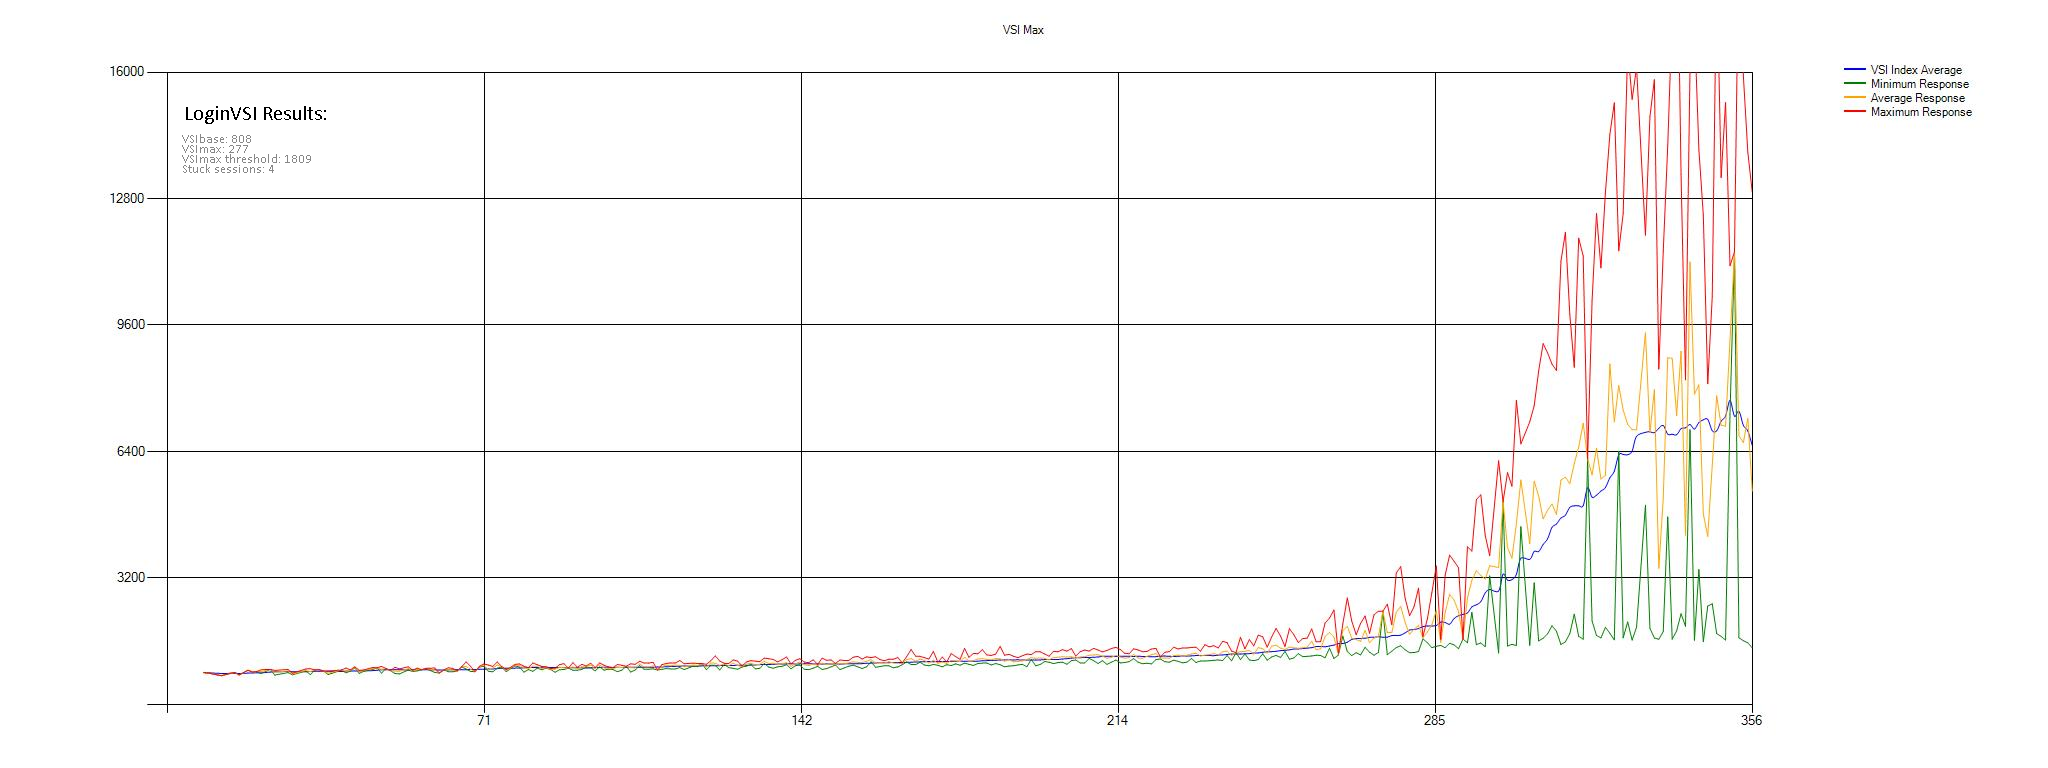 VSI Max
16000
12800
9600
6400
3200
LoginVSI Results:
VSIbase: 808
VSImax: 277
VSImax threshold: 1809
Stuck sessions: 4
VSI Index Average
Minimum Response
Average Response
Maximum Response
71 142 214 285 356